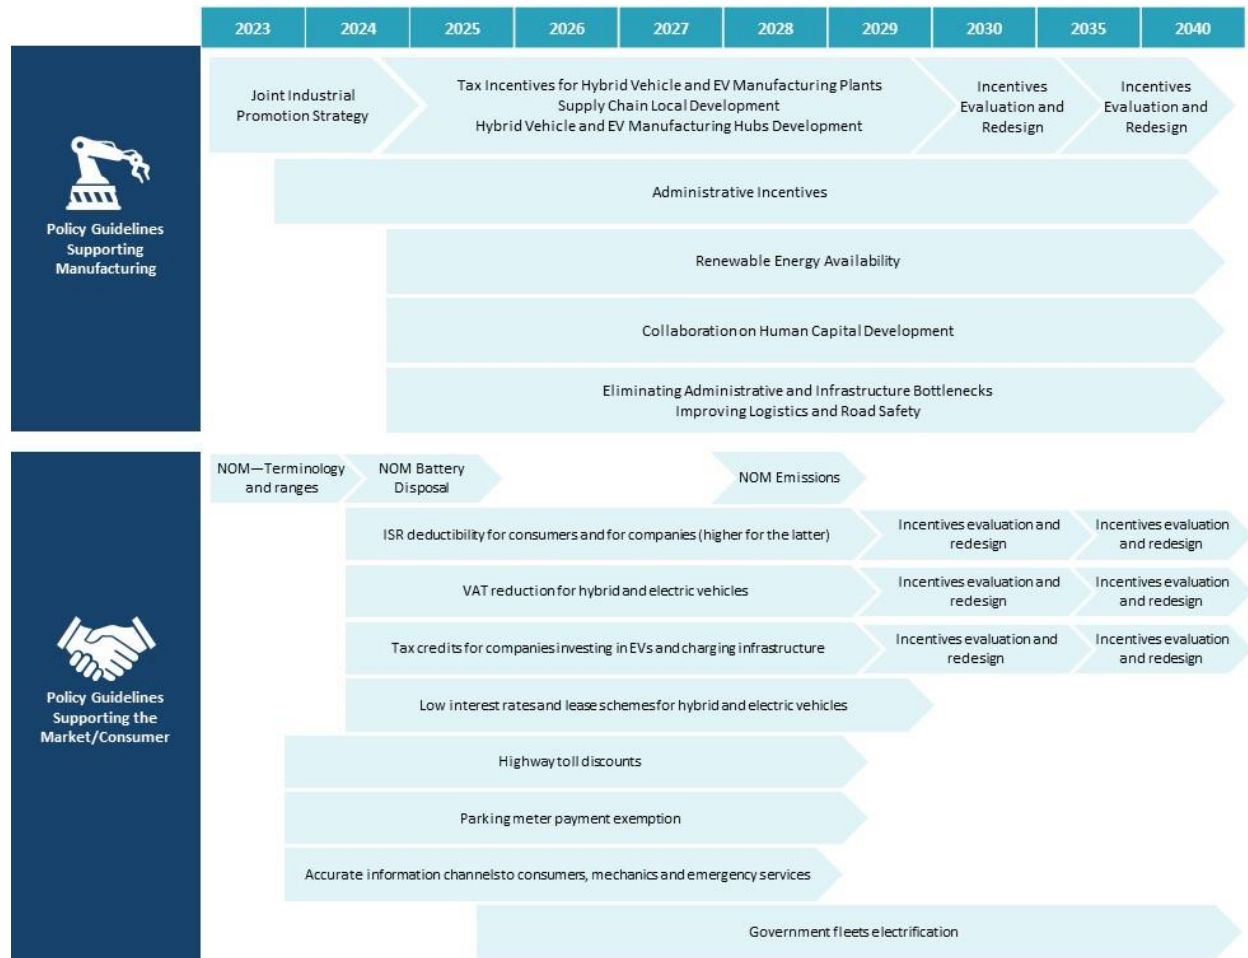 2023 2024 2025 2026 2027 2028 2029 2030 2035 2040
Policy Guidelines
Supporting
Manufacturing
Joint Industrial
Promotion Strategy
Tax Incentives for Hybrid Vehicle and EV Manufacturing Plants
Supply Chain Local Development
Hybrid Vehicle and EV Manufacturing Hubs Development
Incentives
Evaluation and
Redesign
Incentives
Evaluation and
Redesign
Administrative Incentives
Renewable Energy Availability
Collaboration on Human Capital Development
Eliminating Administrative and Infrastructure Bottlenecks
Improving Logistics and Road Safety
Policy Guidelines
Supporting the
Market/Consumer
NOM—Terminology
and ranges
NOM Battery
Disposal
NOM Emissions
ISR deductibility for consumers and for companies (higher for the latter)
Incentives evaluation and
redesign
Incentives evaluation
and redesign
VAT reduction for hybrid and electric vehicles
Incentives evaluation and
redesign
Incentives evaluation
and redesign
Tax credits for companies investing in EVs and charging infrastructure
Incentives evaluation and
redesign
Incentives evaluation
and redesign
Low interest rates and lease schemes for hybrid and electric vehicles
Highway toll discounts
Parking meter payment exemption
Accurate information channels to consumers, mechanics and emergency services
Government fleets electrification